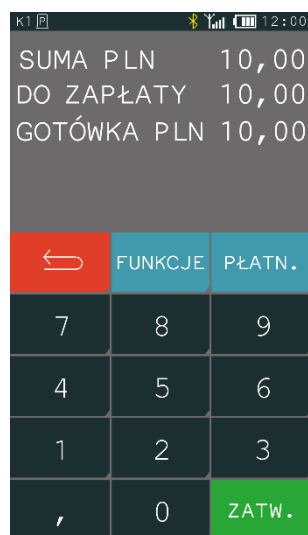 K1 P 12:00
SUMA PLN 10,00
DO ZAPŁATY 10,00
GOTÓWKA PLN 10,00
FUNKCJE PŁATN.
7 8 9
4 5 6
1 2 3
, 0 ZATW.